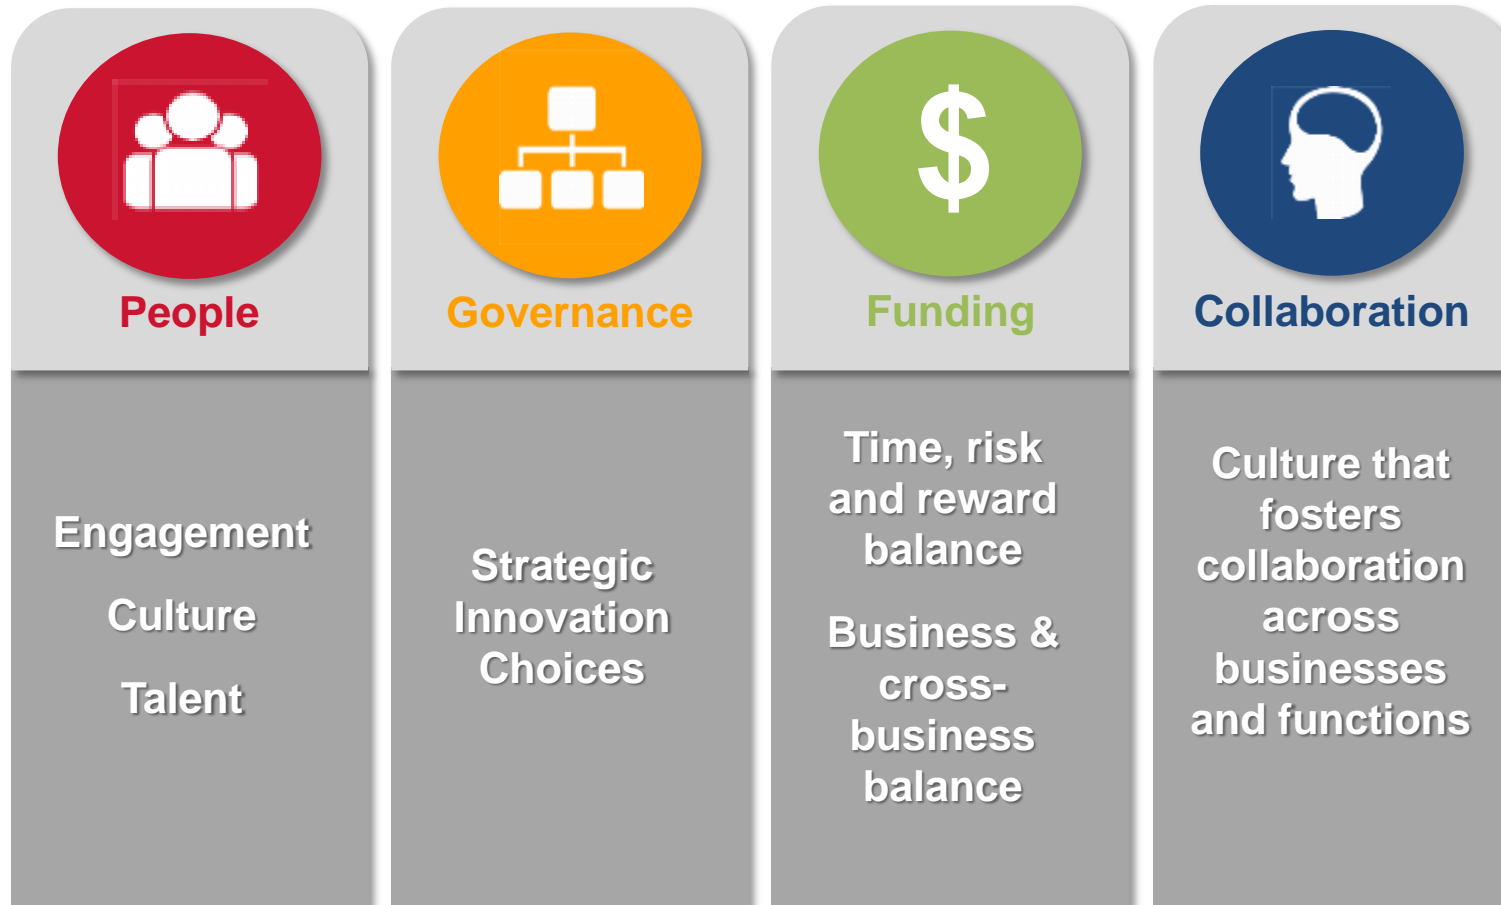 People
Engagement
Culture
Talent
Governance
Strategic
Innovation
Choices
$
Funding
Time, risk
and reward
balance
Business &
cross-
business
balance
Collaboration
Culture that
fosters
collaboration
across
businesses
and functions